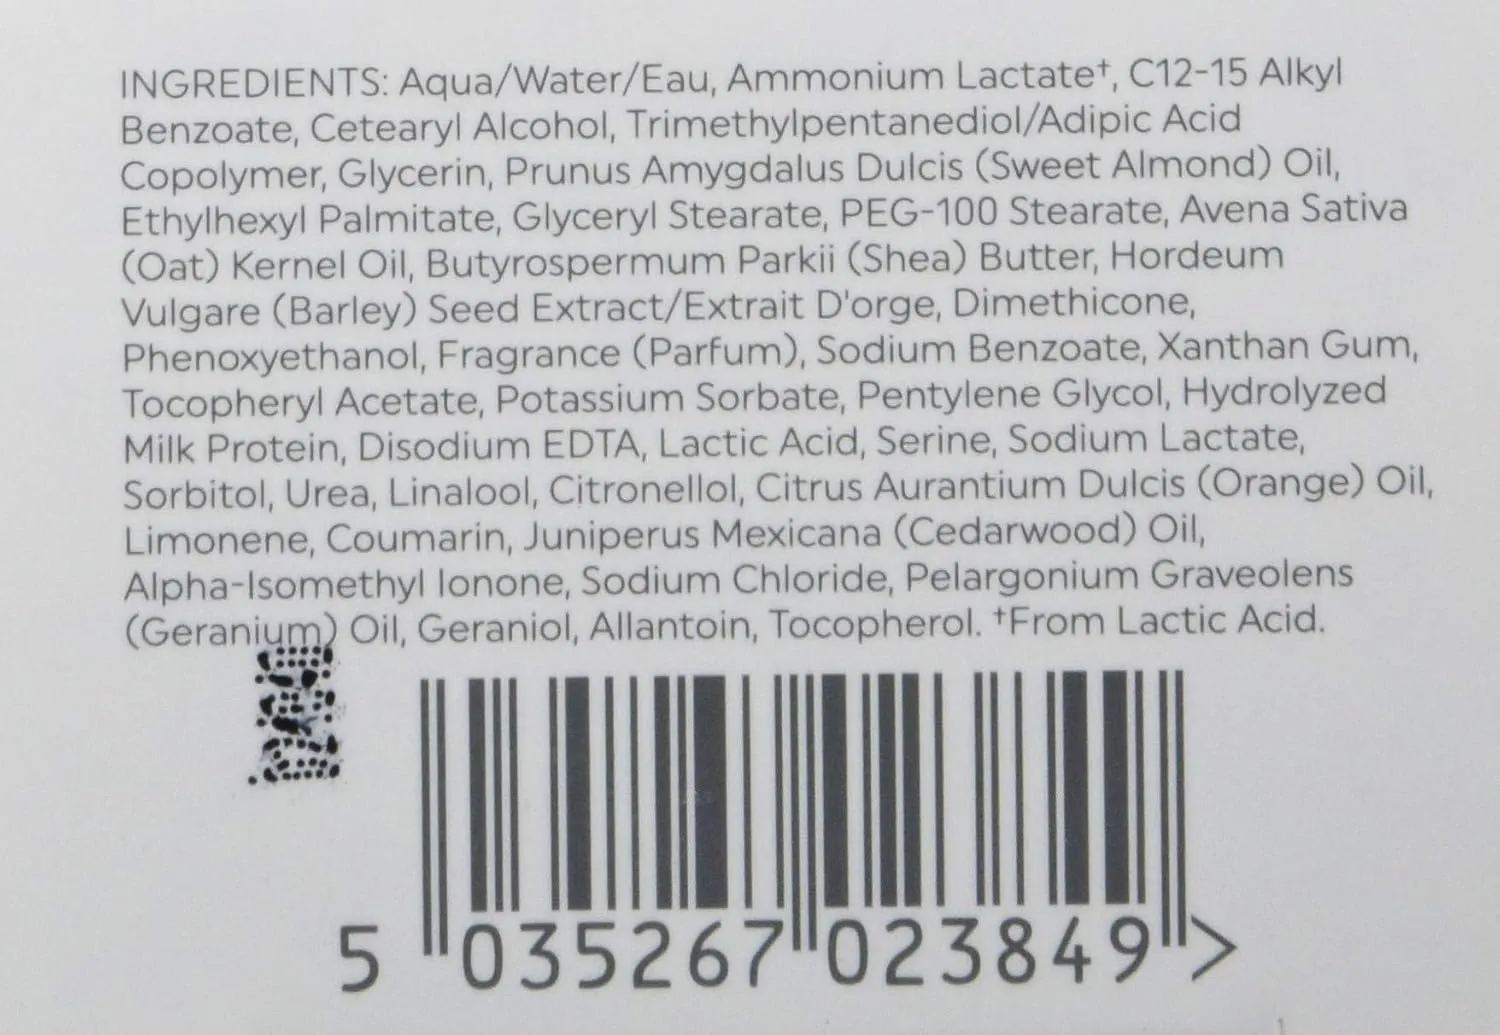 INGREDIENTS: Aqua/Water/Eau, Ammonium Lactate†, C12-15 Alkyl
Benzoate, Cetearyl Alcohol, Trimethylpentanediol/Adipic Acid
Copolymer, Glycerin, Prunus Amygdalus Dulcis (Sweet Almond) Oil,
Ethylhexyl Palmitate, Glyceryl Stearate, PEG-100 Stearate, Avena Sativa
(Oat) Kernel Oil, Butyrospermum Parkii (Shea) Butter, Hordeum
Vulgare (Barley) Seed Extract/Extrait D'orge, Dimethicone,
Phenoxyethanol, Fragrance (Parfum), Sodium Benzoate, Xanthan Gum,
Tocopheryl Acetate, Potassium Sorbate, Pentylene Glycol, Hydrolyzed
Milk Protein, Disodium EDTA, Lactic Acid, Serine, Sodium Lactate,
Sorbitol, Urea, Linalool, Citronellol, Citrus Aurantium Dulcis (Orange) Oil,
Limonene, Coumarin, Juniperus Mexicana (Cedarwood) Oil,
Alpha-Isomethyl Ionone, Sodium Chloride, Pelargonium Graveolens
(Geranium) Oil, Geraniol, Allantoin, Tocopherol. †From Lactic Acid.
5 035267 023849 >